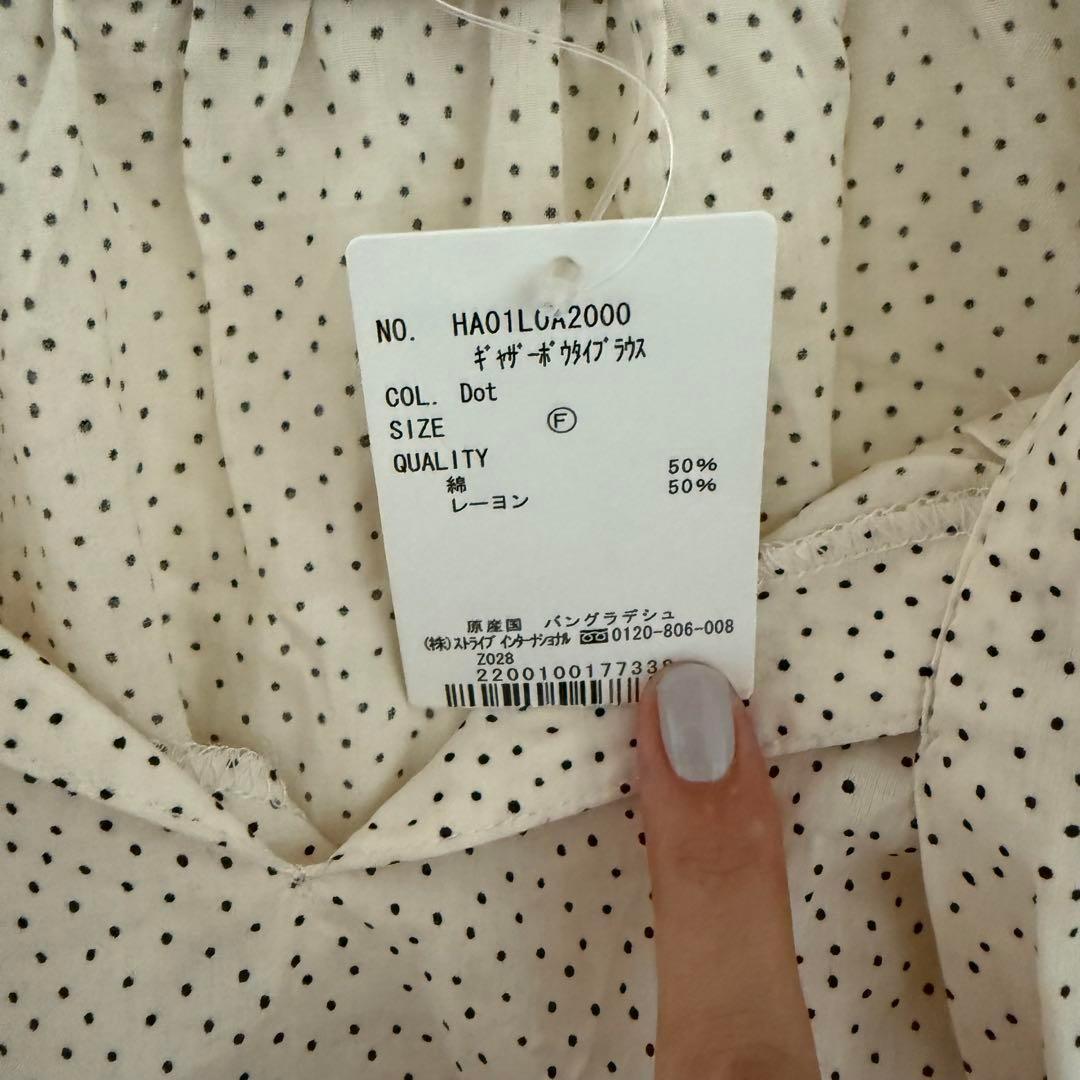 NO. HA01L0A2000
ギャザーボウタイブラウス
COL. Dot
SIZE Ⓕ
QUALITY
綿 50%
レーヨン 50%
原産国 バングラデシュ
(株)ストライプインターナショナル 0120-806-008
Z028
220010017733